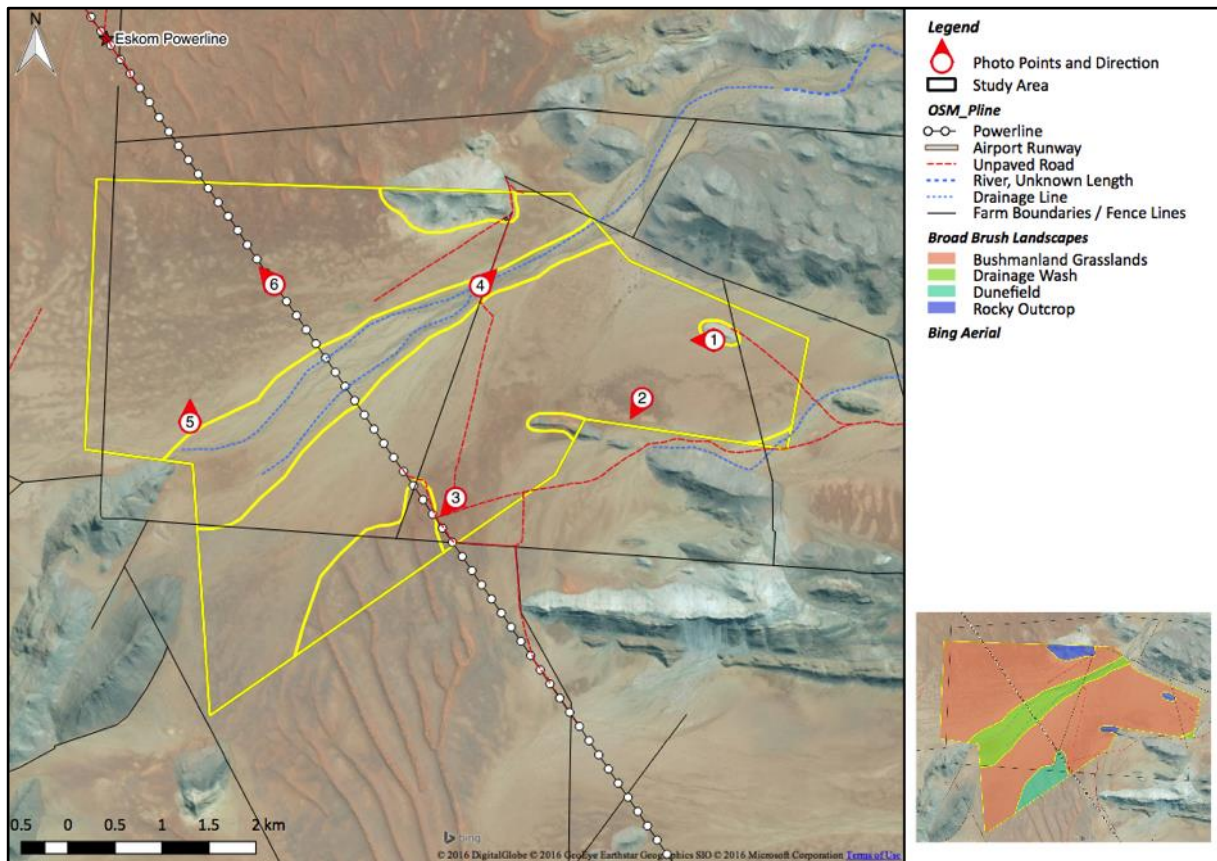 N
Eskom Powerline
6
4
1
2
5
3
0.5 0 0.5 1 1.5 2 km
bing
© 2016 DigitalGlobe © 2016 GeoEye Earthstar Geographics SIO © 2016 Microsoft Corporation Terms of Use
Legend
Photo Points and Direction
Study Area
OSM_Pline
Powerline
Airport Runway
Unpaved Road
River, Unknown Length
Drainage Line
Farm Boundaries / Fence Lines
Broad Brush Landscapes
Bushmanland Grasslands
Drainage Wash
Dunefield
Rocky Outcrop
Bing Aerial